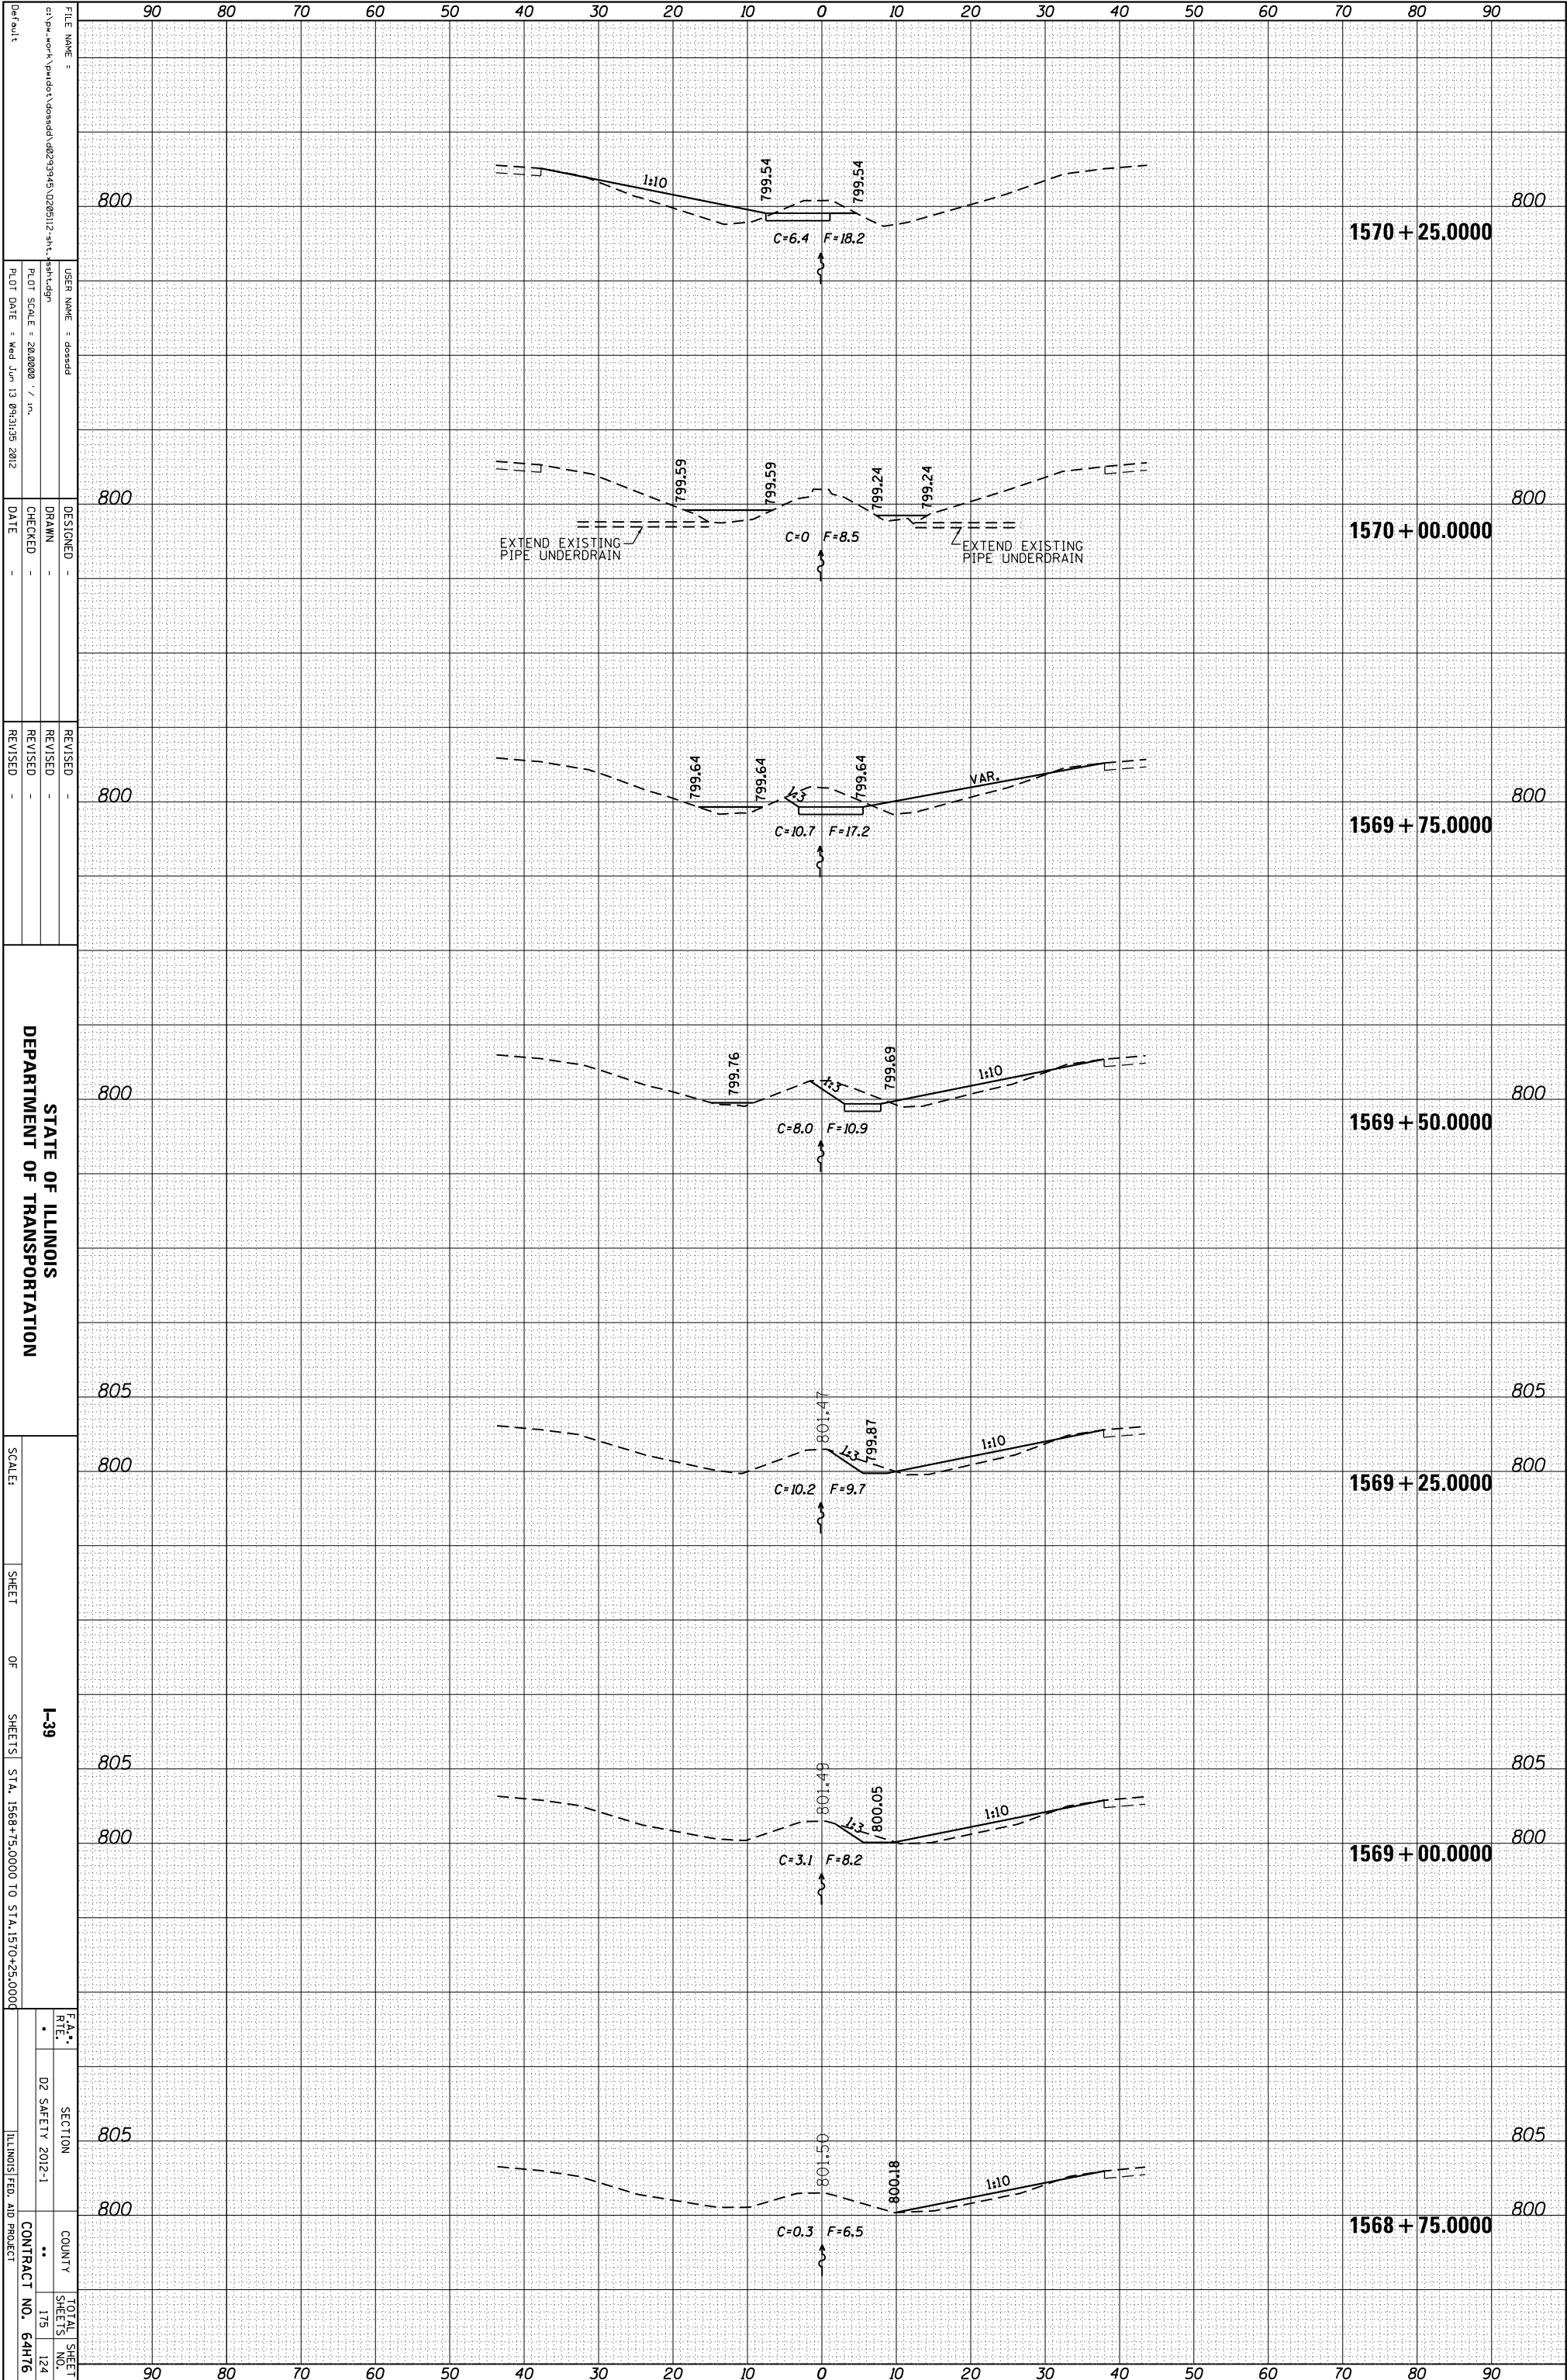 90 80 70 60 50 40 30 20 10 0 10 20 30 40 50 60 70 80 90
799.54 799.54
1:10
800 800
C=6.4 F=18.2
1570+25.0000
799.59 799.59 799.24 799.24
800 800
C=0 F=8.5
1570+00.0000
EXTEND EXISTING
PIPE UNDERDRAIN
EXTEND EXISTING
PIPE UNDERDRAIN
799.64 799.64 799.64
VAR.
1:3
800 800
C=10.7 F=17.2
1569+75.0000
799.76 799.69
1:3 1:10
800 800
C=8.0 F=10.9
1569+50.0000
805 805
801.47 799.87
1:3 1:10
800 800
C=10.2 F=9.7
1569+25.0000
805 805
801.49 800.05
1:3 1:10
800 800
C=3.1 F=8.2
1569+00.0000
805 805
801.50 800.18
1:10
800 800
C=0.3 F=6.5
1568+75.0000
90 80 70 60 50 40 30 20 10 0 10 20 30 40 50 60 70 80 90
FILE NAME =
c:\pw_work\pwidot\dossdd\d0293945\D205112-sht.xssht.dgn
Default
USER NAME = dossdd
PLOT SCALE = 20.0000 ' / in.
PLOT DATE = Wed Jun 13 09:31:35 2012
DESIGNED -
DRAWN -
CHECKED -
DATE -
REVISED -
REVISED -
REVISED -
REVISED -
STATE OF ILLINOIS
DEPARTMENT OF TRANSPORTATION
I-39
SCALE: SHEET OF SHEETS STA. 1568+75.0000 TO STA. 1570+25.0000
F.A.*. RTE. SECTION COUNTY TOTAL SHEETS SHEET NO.
* D2 SAFETY 2012-1 ** 175 124
CONTRACT NO. 64H76
ILLINOIS FED. AID PROJECT